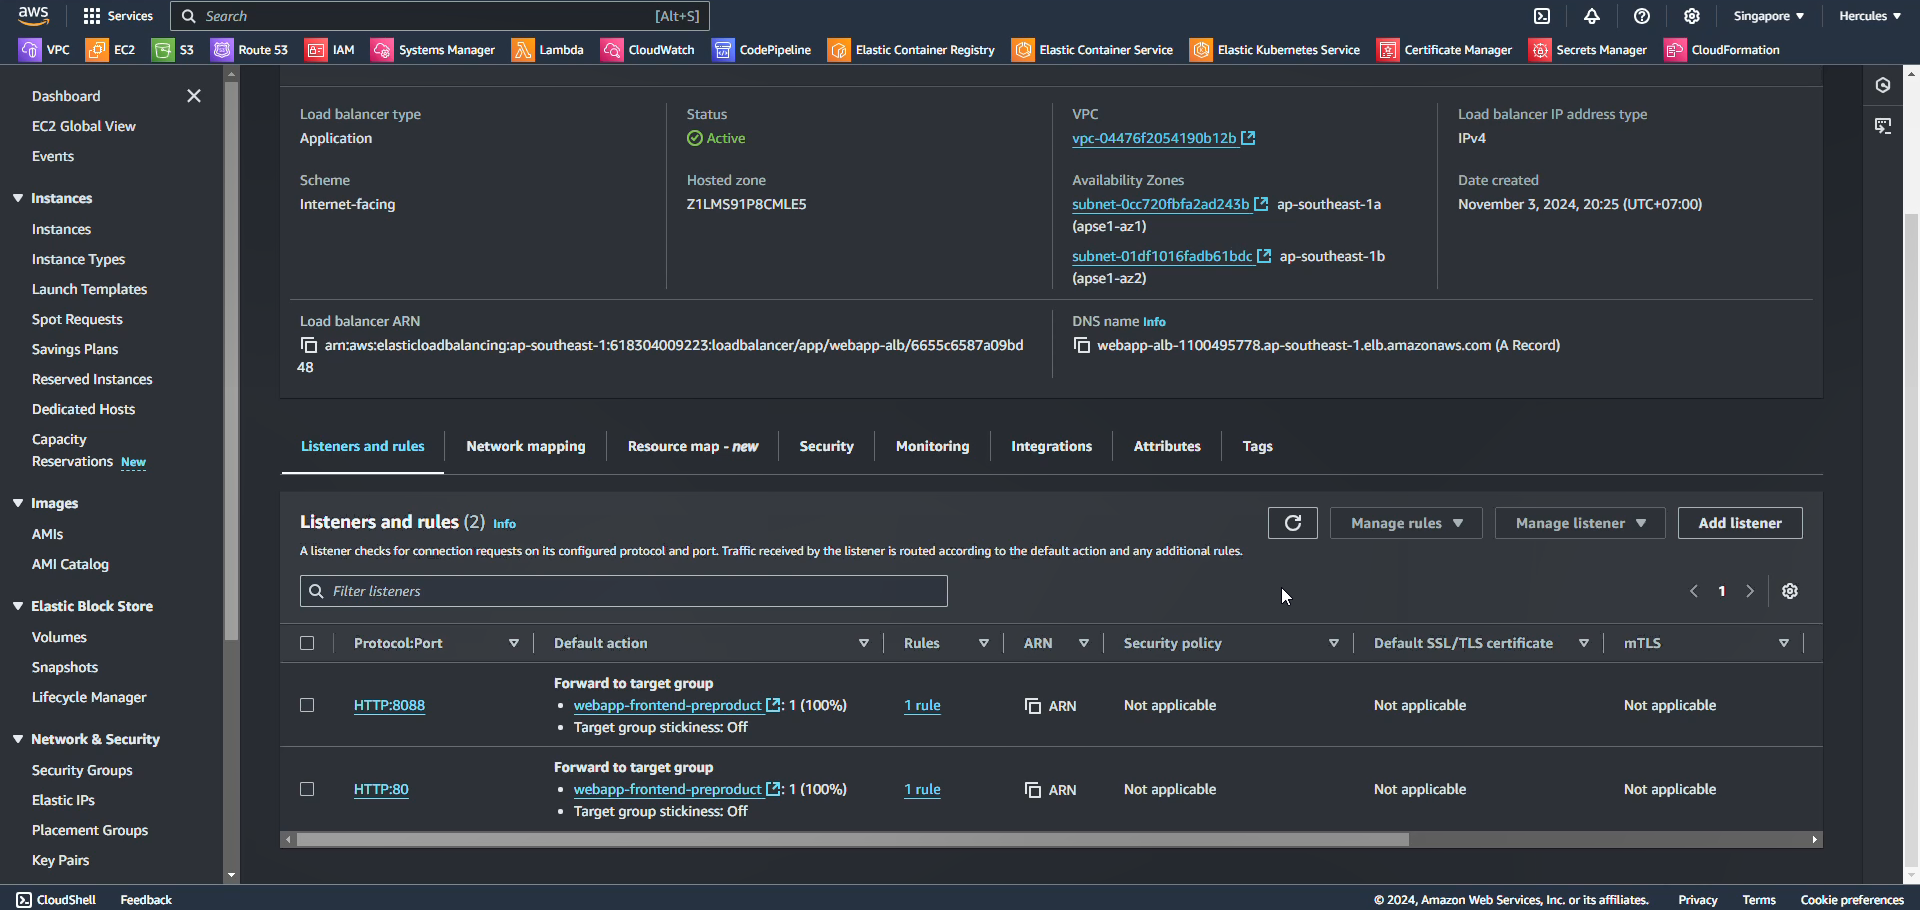 aws Services Search [Alt+S] Singapore Hercules
VPC EC2 S3 Route 53 IAM Systems Manager Lambda CloudWatch CodePipeline Elastic Container Registry Elastic Container Service Elastic Kubernetes Service Certificate Manager Secrets Manager CloudFormation
Dashboard
EC2 Global View
Events
Instances
Instances
Instance Types
Launch Templates
Spot Requests
Savings Plans
Reserved Instances
Dedicated Hosts
Capacity
Reservations New
Images
AMIs
AMI Catalog
Elastic Block Store
Volumes
Snapshots
Lifecycle Manager
Network & Security
Security Groups
Elastic IPs
Placement Groups
Key Pairs
Load balancer type
Application
Status
Active
VPC
vpc-04476f2054190b12b
Load balancer IP address type
IPv4
Scheme
Internet-facing
Hosted zone
Z1LMS91P8CMLE5
Availability Zones
subnet-0cc720fbfa2ad243b ap-southeast-1a
(apse1-az1)
subnet-01df1016fadb61bdc ap-southeast-1b
(apse1-az2)
Date created
November 3, 2024, 20:25 (UTC+07:00)
Load balancer ARN
arn:aws:elasticloadbalancing:ap-southeast-1:618304009223:loadbalancer/app/webapp-alb/6655c6587a09bd
48
DNS name Info
webapp-alb-1100495778.ap-southeast-1.elb.amazonaws.com (A Record)
Listeners and rules Network mapping Resource map - new Security Monitoring Integrations Attributes Tags
Listeners and rules (2) Info
Manage rules Manage listener Add listener
A listener checks for connection requests on its configured protocol and port. Traffic received by the listener is routed according to the default action and any additional rules.
Filter listeners
1
Protocol:Port Default action Rules ARN Security policy Default SSL/TLS certificate mTLS
Forward to target group
HTTP:8088 • webapp-frontend-preproduct : 1 (100%) 1 rule ARN Not applicable Not applicable Not applicable
• Target group stickiness: Off
Forward to target group
HTTP:80 • webapp-frontend-preproduct : 1 (100%) 1 rule ARN Not applicable Not applicable Not applicable
• Target group stickiness: Off
CloudShell Feedback © 2024, Amazon Web Services, Inc. or its affiliates. Privacy Terms Cookie preferences